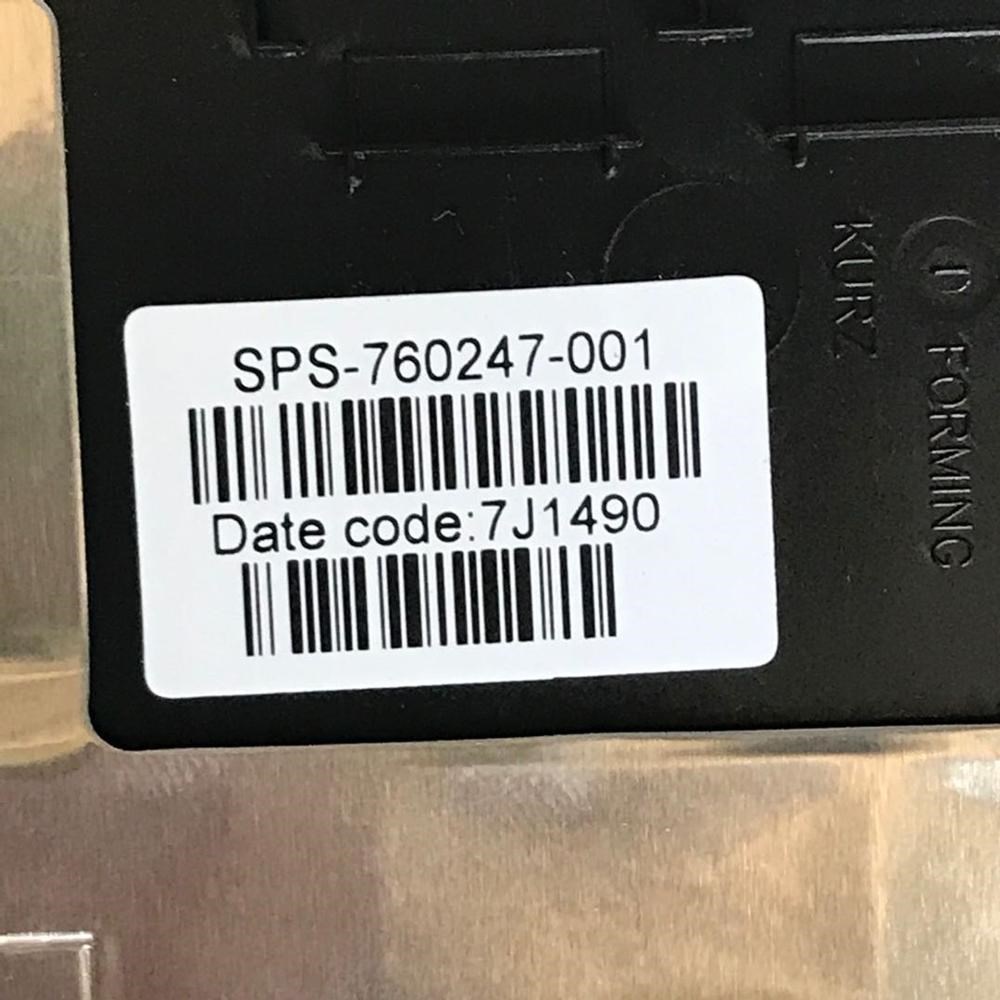 SPS-760247-001
Date code:7J1490
KURZ
D FORMING